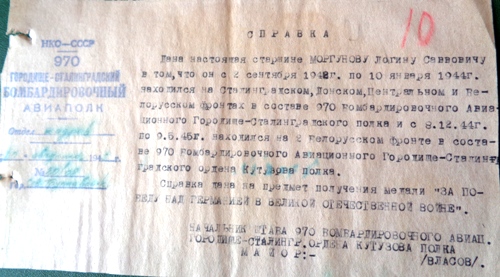 НКО-СССР
970
ГОРОДИЩЕ-СТАЛИНГРАДСКИЙ
БОМБАРДИРОВОЧНЫЙ
АВИАПОЛК
Отдел
10
СПРАВКА
Дана настоящая старшине МОРГУНОВУ Логину Саввовичу
в том, что он с 2 сентября 1942г. по 10 января 1944г.
находился на Сталинградском, Донском, Центральном и Бе-
лорусском фронтах в составе 970 Бомбардировочного Авиа-
ционного Городище-Сталинградского полка и с 8.12.44г.
по 9.5.45г. находился на 2 Белорусском фронте в соста-
ве 970 Бомбардировочного Авиационного Городище-Сталин-
градского ордена Кутузова полка.
Справка дана на предмет получения медали "ЗА ПО-
БЕДУ НАД ГЕРМАНИЕЙ В ВЕЛИКОЙ ОТЕЧЕСТВЕННОЙ ВОЙНЕ".
НАЧАЛЬНИК ШТАБА 970 БОМБАРДИРОВОЧНОГО АВИАЦ.
ГОРОДИЩЕ-СТАЛИНГР. ОРДЕНА КУТУЗОВА ПОЛКА
МАЙОР:- /ВЛАСОВ/.